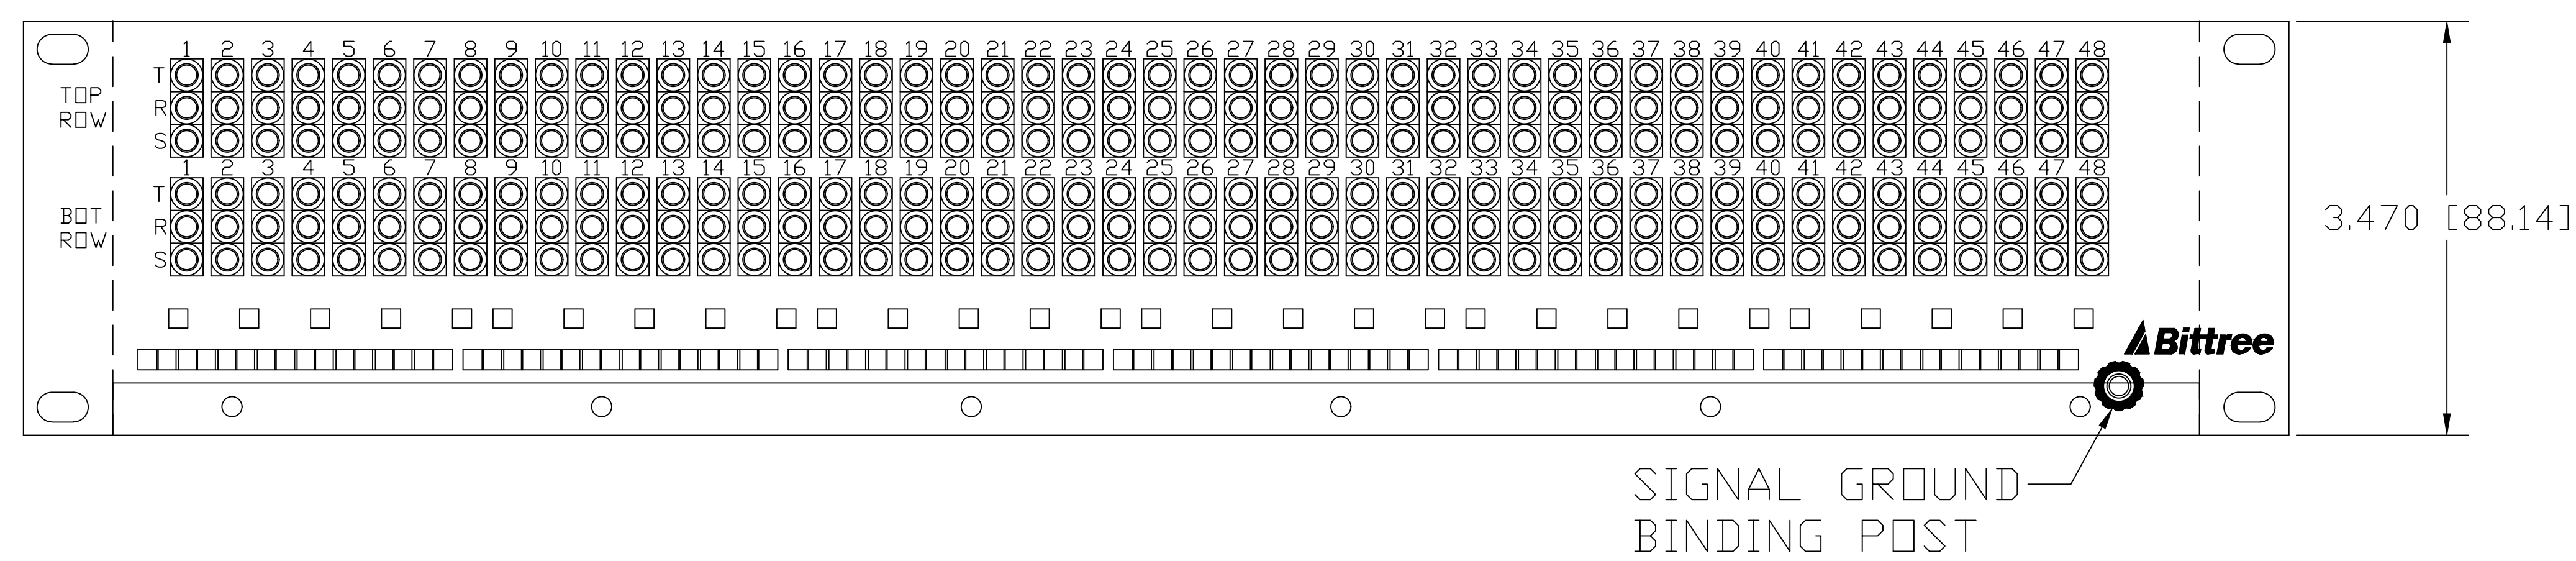 1 2 3 4 5 6 7 8 9 10 11 12 13 14 15 16 17 18 19 20 21 22 23 24 25 26 27 28 29 30 31 32 33 34 35 36 37 38 39 40 41 42 43 44 45 46 47 48
T
TOP
R
ROW
S
1 2 3 4 5 6 7 8 9 10 11 12 13 14 15 16 17 18 19 20 21 22 23 24 25 26 27 28 29 30 31 32 33 34 35 36 37 38 39 40 41 42 43 44 45 46 47 48
T
BOT
R
ROW
S
3.470 [88.14]
Bittree
SIGNAL GROUND
BINDING POST